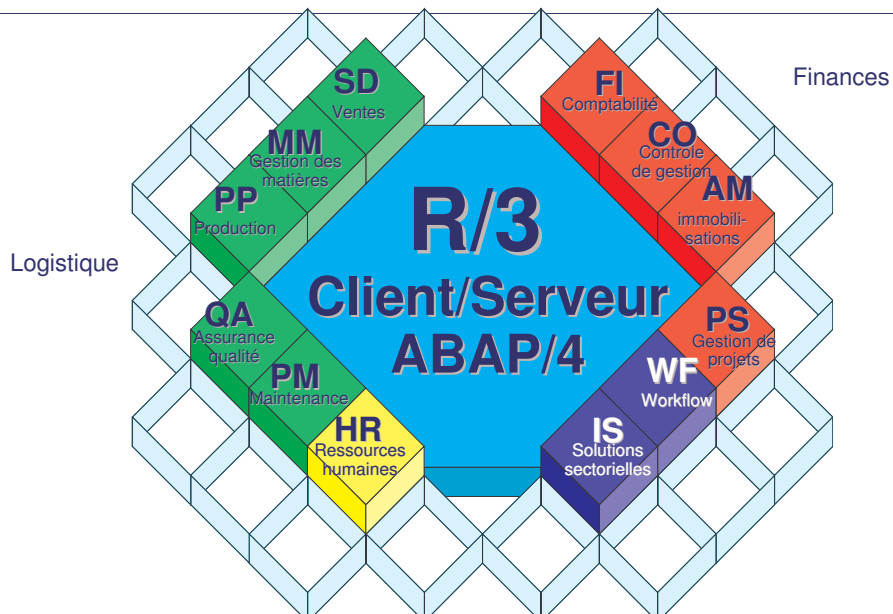 Finances
Logistique
SD
Ventes
MM
Gestion des
matières
PP
Production
FI
Comptabilité
CO
Controle
de gestion
AM
immobili-
sations
R/3
Client/Serveur
ABAP/4
QA
Assurance
qualité
PM
Maintenance
HR
Ressources
humaines
PS
Gestion de
projets
WF
Workflow
IS
Solutions
sectorielles